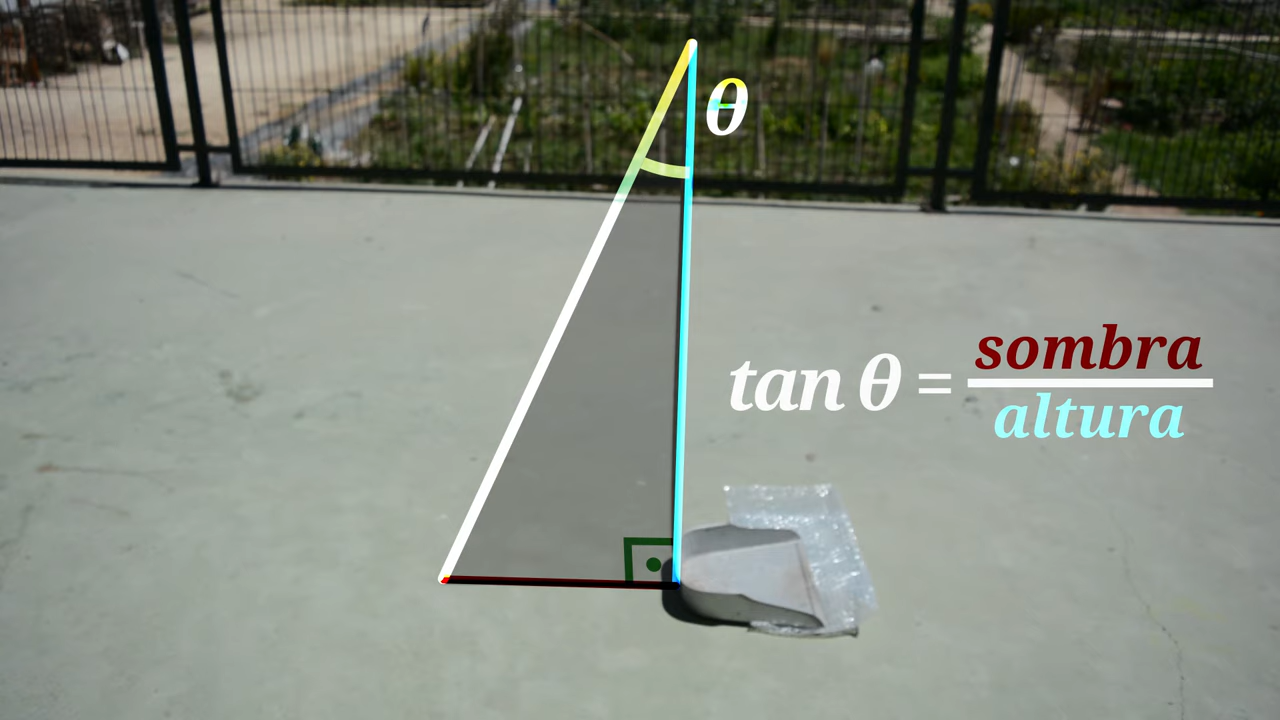 θ
tan θ = sombra
altura